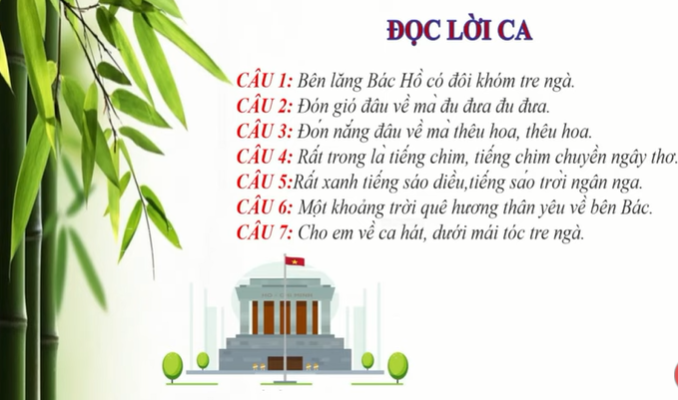 ĐỌC LỜI CA
CÂU 1: Bên lăng Bác Hồ có đôi khóm tre ngà.
CÂU 2: Đón gió đâu về mà đu đưa đu đưa.
CÂU 3: Đón nắng đâu về mà thêu hoa, thêu hoa.
CÂU 4: Rất trong là tiếng chim, tiếng chim chuyền ngây thơ.
CÂU 5:Rất xanh tiếng sáo diều,tiếng sáo trời ngân nga.
CÂU 6: Một khoảng trời quê hương thân yêu về bên Bác.
CÂU 7: Cho em về ca hát, dưới mái tóc tre ngà.